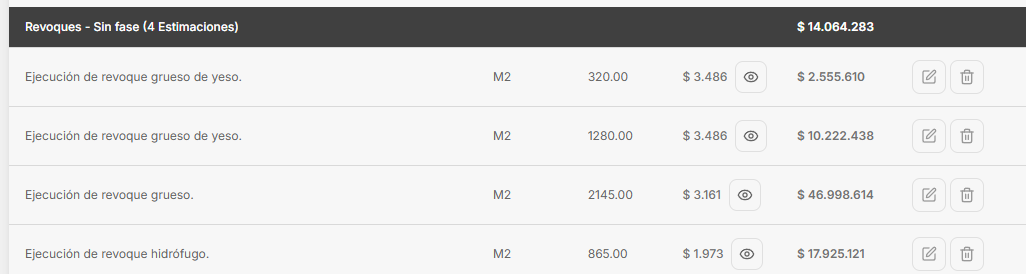 Revoques - Sin fase (4 Estimaciones) $ 14.064.283
Ejecución de revoque grueso de yeso. M2 320.00 $ 3.486 $ 2.555.610
Ejecución de revoque grueso de yeso. M2 1280.00 $ 3.486 $ 10.222.438
Ejecución de revoque grueso. M2 2145.00 $ 3.161 $ 46.998.614
Ejecución de revoque hidrófugo. M2 865.00 $ 1.973 $ 17.925.121